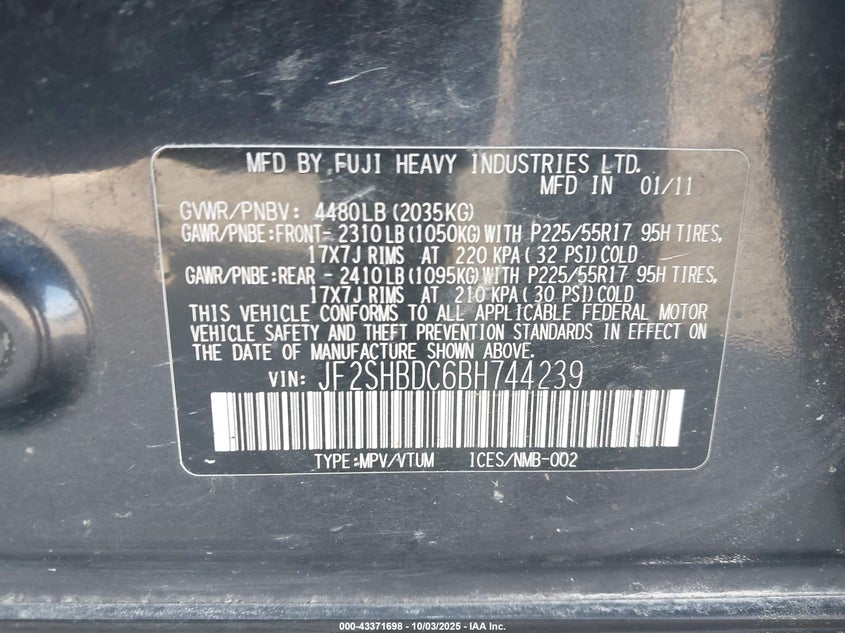 MFD BY FUJI HEAVY INDUSTRIES LTD.
MFD IN 01/11
GVWR/PNBV: 4480LB (2035KG)
GAWR/PNBE:FRONT- 2310LB (1050KG) WITH P225/55R17 95H TIRES,
17X7J RIMS AT 220 KPA ( 32 PSI) COLD
GAWR/PNBE:REAR - 2410LB (1095KG) WITH P225/55R17 95H TIRES,
17X7J RIMS AT 210 KPA ( 30 PSI) COLD
THIS VEHICLE CONFORMS TO ALL APPLICABLE FEDERAL MOTOR
VEHICLE SAFETY AND THEFT PREVENTION STANDARDS IN EFFECT ON
THE DATE OF MANUFACTURE SHOWN ABOVE.
VIN: JF2SHBDC6BH744239
TYPE:MPV/VTUM ICES/NMB-002
000-43371698 - 10/03/2025 - IAA Inc.